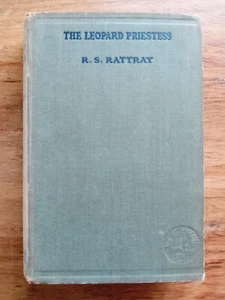 THE LEOPARD PRIESTESS
R. S. RATTRAY